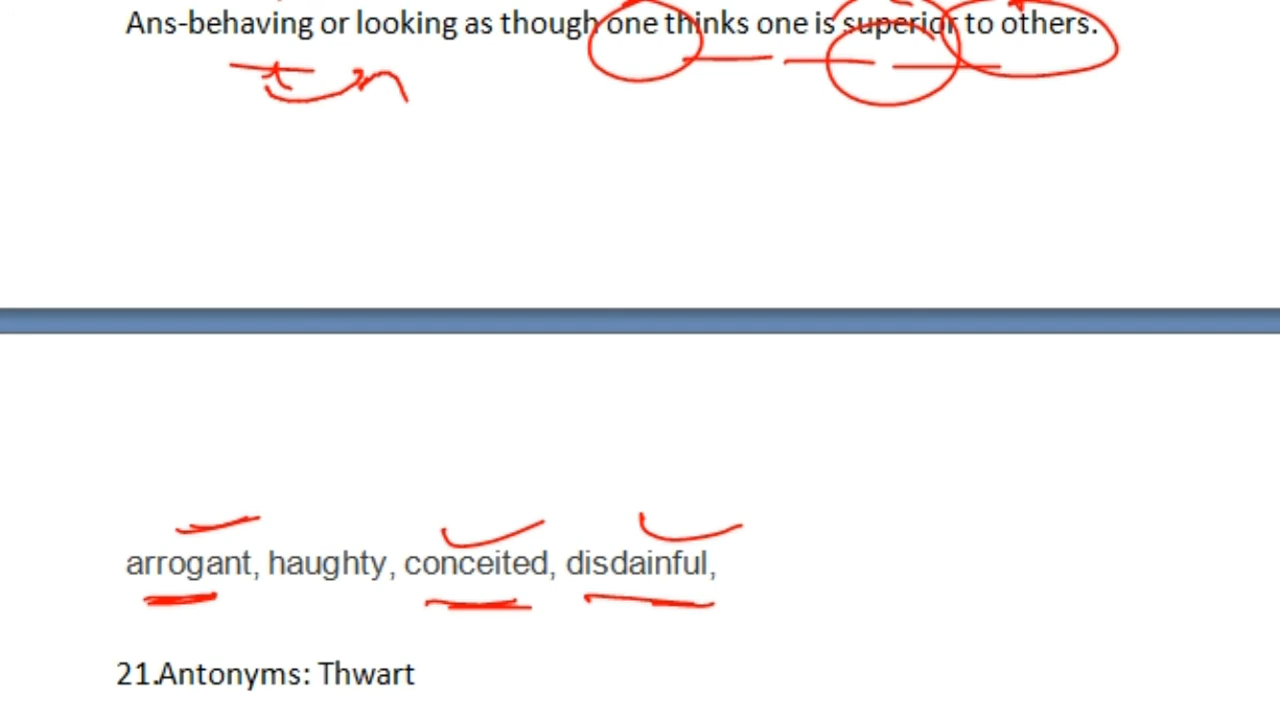 Ans-behaving or looking as though one thinks one is superior to others.
arrogant, haughty, conceited, disdainful,
21.Antonyms: Thwart